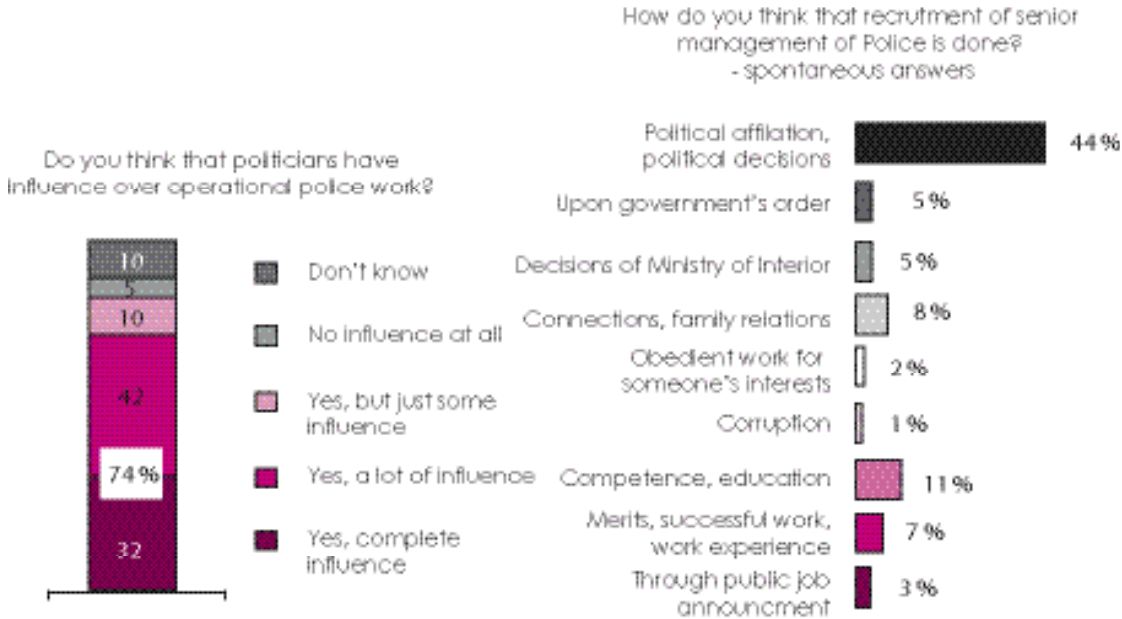 How do you think that recrutment of senior
management of Police is done?
- spontaneous answers
Do you think that politicians have
influence over operational police work?
10
5
10
42
74%
32
Don't know
No influence at all
Yes, but just some
influence
Yes, a lot of influence
Yes, complete
influence
Political affilation,
political decisions
44%
Upon government's order
5%
Decisions of Ministry of Interior
5%
Connections, family relations
8%
Obedient work for
someone's interests
2%
Corruption
1%
Competence, education
11%
Merits, successful work,
work experience
7%
Through public job
announcment
3%